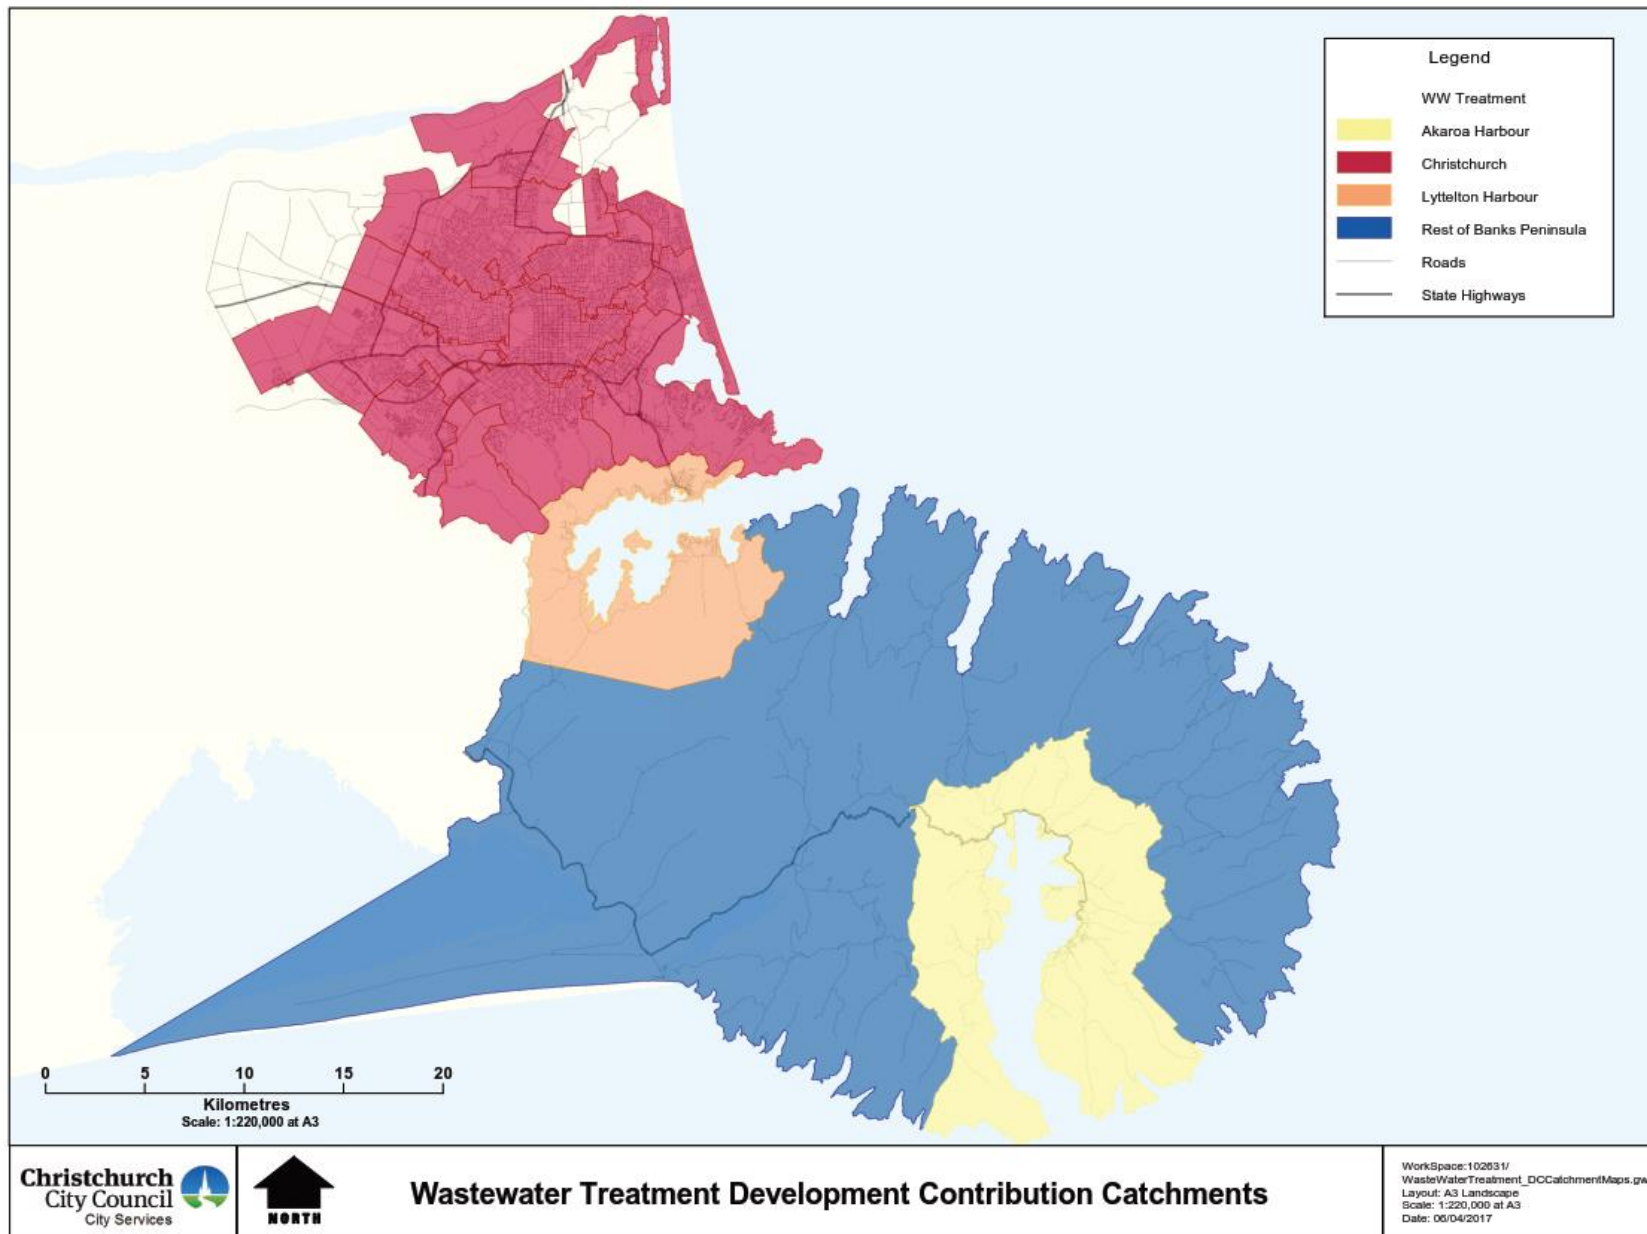 Legend
WW Treatment
Akaroa Harbour
Christchurch
Lyttelton Harbour
Rest of Banks Peninsula
Roads
State Highways
0 5 10 15 20
Kilometres
Scale: 1:220,000 at A3
Christchurch
City Council
City Services
NORTH
Wastewater Treatment Development Contribution Catchments
WorkSpace:102631/
WasteWaterTreatment_DCCatchmentMaps.gw
Layout: A3 Landscape
Scale: 1:220,000 at A3
Date: 06/04/2017